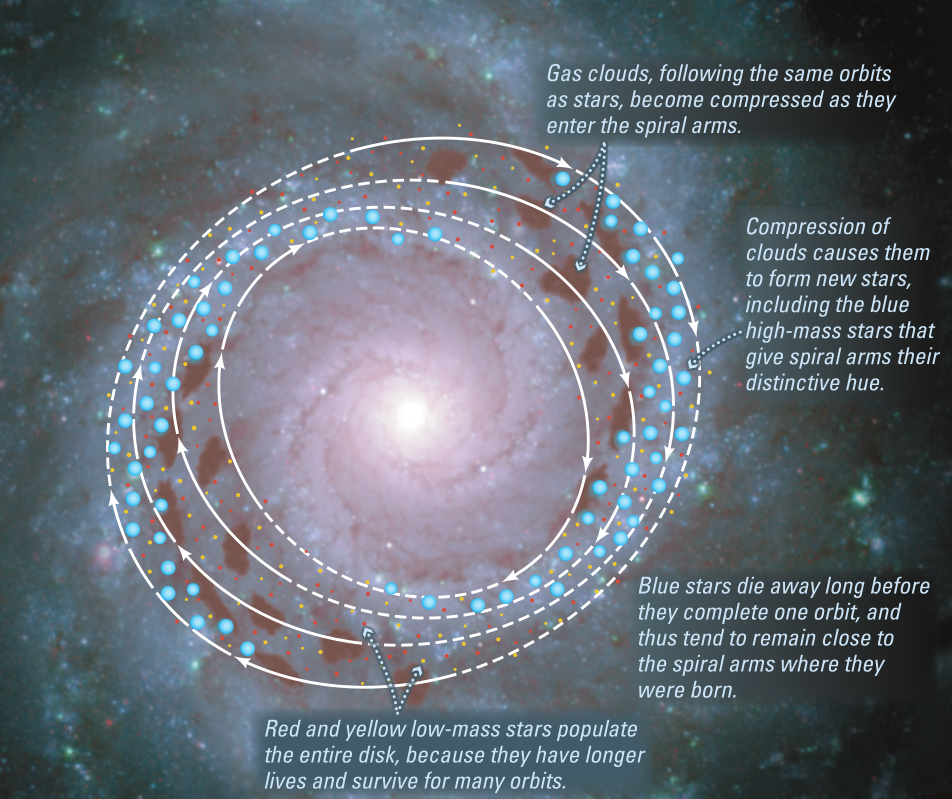 Gas clouds, following the same orbits
as stars, become compressed as they
enter the spiral arms.
Compression of
clouds causes them
to form new stars,
including the blue
high-mass stars that
give spiral arms their
distinctive hue.
Blue stars die away long before
they complete one orbit, and
thus tend to remain close to
the spiral arms where they
were born.
Red and yellow low-mass stars populate
the entire disk, because they have longer
lives and survive for many orbits.